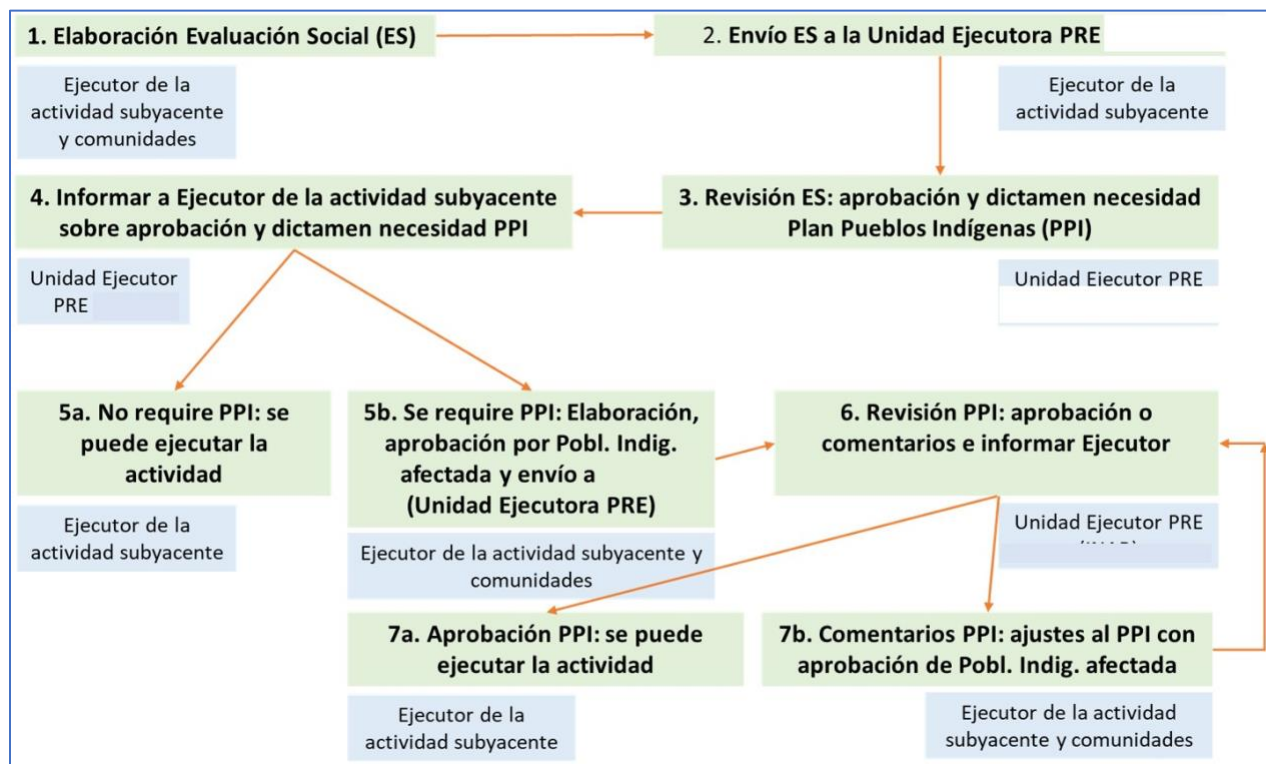 1. Elaboración Evaluación Social (ES)
2. Envío ES a la Unidad Ejecutora PRE
Ejecutor de la
actividad subyacente
y comunidades
Ejecutor de la
actividad subyacente
4. Informar a Ejecutor de la actividad subyacente
sobre aprobación y dictamen necesidad PPI
3. Revisión ES: aprobación y dictamen necesidad
Plan Pueblos Indígenas (PPI)
Unidad Ejecutor
PRE
Unidad Eiecutor PRE
5a. No require PPI: se
puede ejecutar la
actividad
5b. Se require PPI: Elaboración,
aprobación por Pobl. Indig.
afectada y envío a
(Unidad Ejecutora PRE)
6. Revisión PPI: aprobación o
comentarios e informar Ejecutor
Ejecutor de la
actividad subyacente
Ejecutor de la actividad subyacente y
comunidades
Unidad Ejecutor PRE
7a. Aprobación PPI: se puede
ejecutar la actividad
7b. Comentarios PPI: ajustes al PPI con
aprobación de Pobl. Indig. afectada
Ejecutor de la
actividad subyacente
Ejecutor de la actividad
subyacente y comunidades